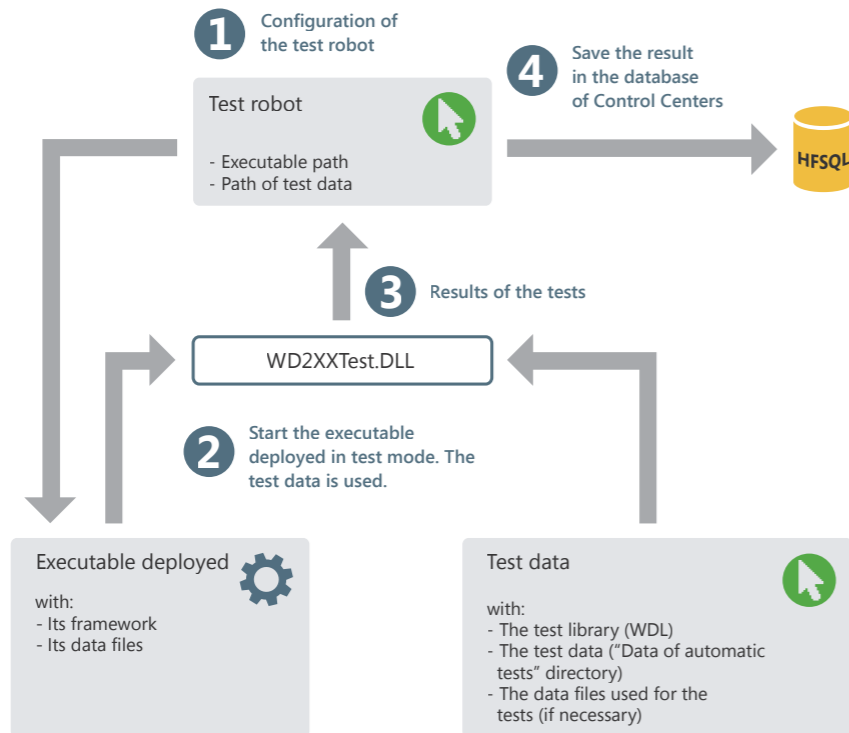 1
Configuration of
the test robot
4
Save the result
in the database
of Control Centers
Test robot
- Executable path
- Path of test data
HFSQL
3
Results of the tests
WD2XXTest.DLL
2
Start the executable
deployed in test mode. The
test data is used.
Executable deployed
with:
- Its framework
- Its data files
Test data
with:
- The test library (WDL)
- The test data (“Data of automatic
tests” directory)
- The data files used for the
tests (if necessary)